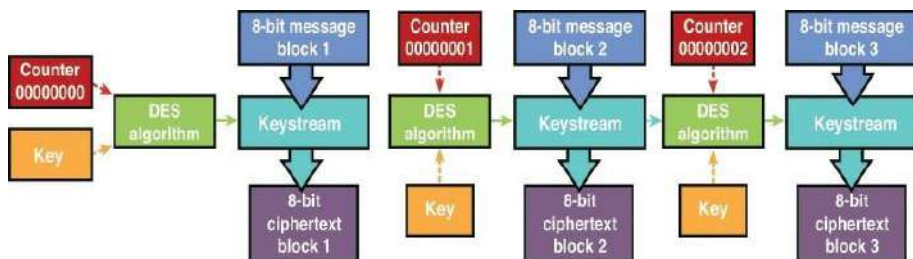 8-bit message
block 1
Counter
00000000
DES
algorithm
Keystream
Key
8-bit
ciphertext
block 1
Counter
00000001
8-bit message
block 2
DES
algorithm
Keystream
Key
8-bit
ciphertext
block 2
Counter
00000002
8-bit message
block 3
DES
algorithm
Keystream
Key
8-bit
ciphertext
block 3